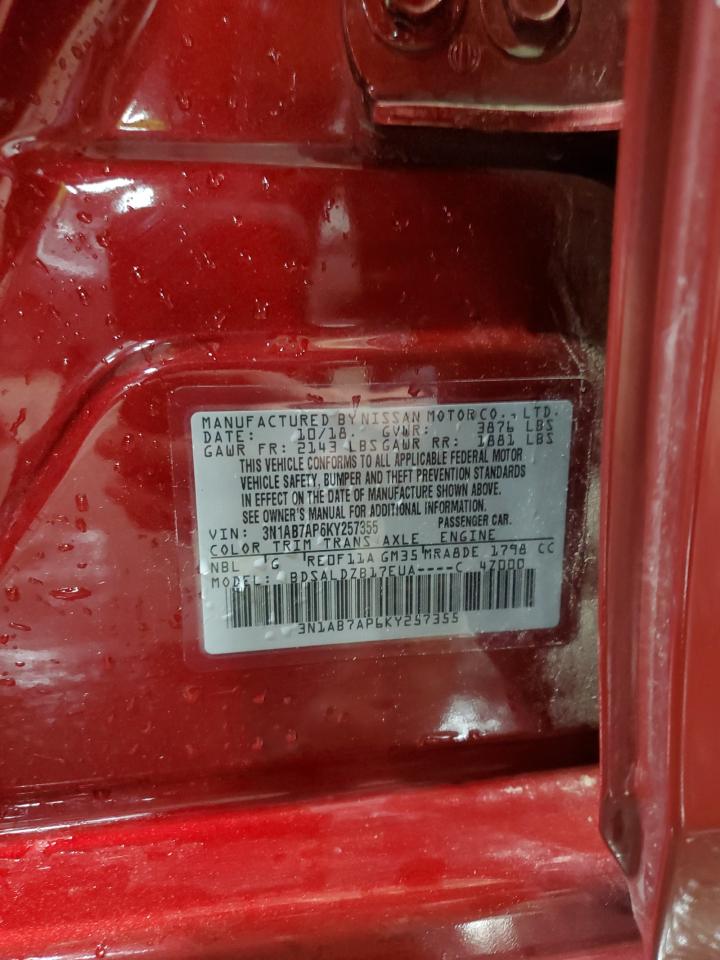 MANUFACTURED BY NISSAN MOTOR CO., LTD.
DATE: 10/18. GVWR: 3876 LBS
GAWR FR: 2143 LBS GAWR RR: 1881 LBS
THIS VEHICLE CONFORMS TO ALL APPLICABLE FEDERAL MOTOR
VEHICLE SAFETY, BUMPER AND THEFT PREVENTION STANDARDS
IN EFFECT ON THE DATE OF MANUFACTURE SHOWN ABOVE.
SEE OWNER'S MANUAL FOR ADDITIONAL INFORMATION.
VIN: 3N1AB7AP6KY257355 PASSENGER CAR.
COLOR TRIM TRANS AXLE ENGINE
NBL G RE0F11A GM35 MRA8DE 1798 CC
MODEL: BDSALDZB17EUA----C 4Z000
3N1AB7AP6KY257355